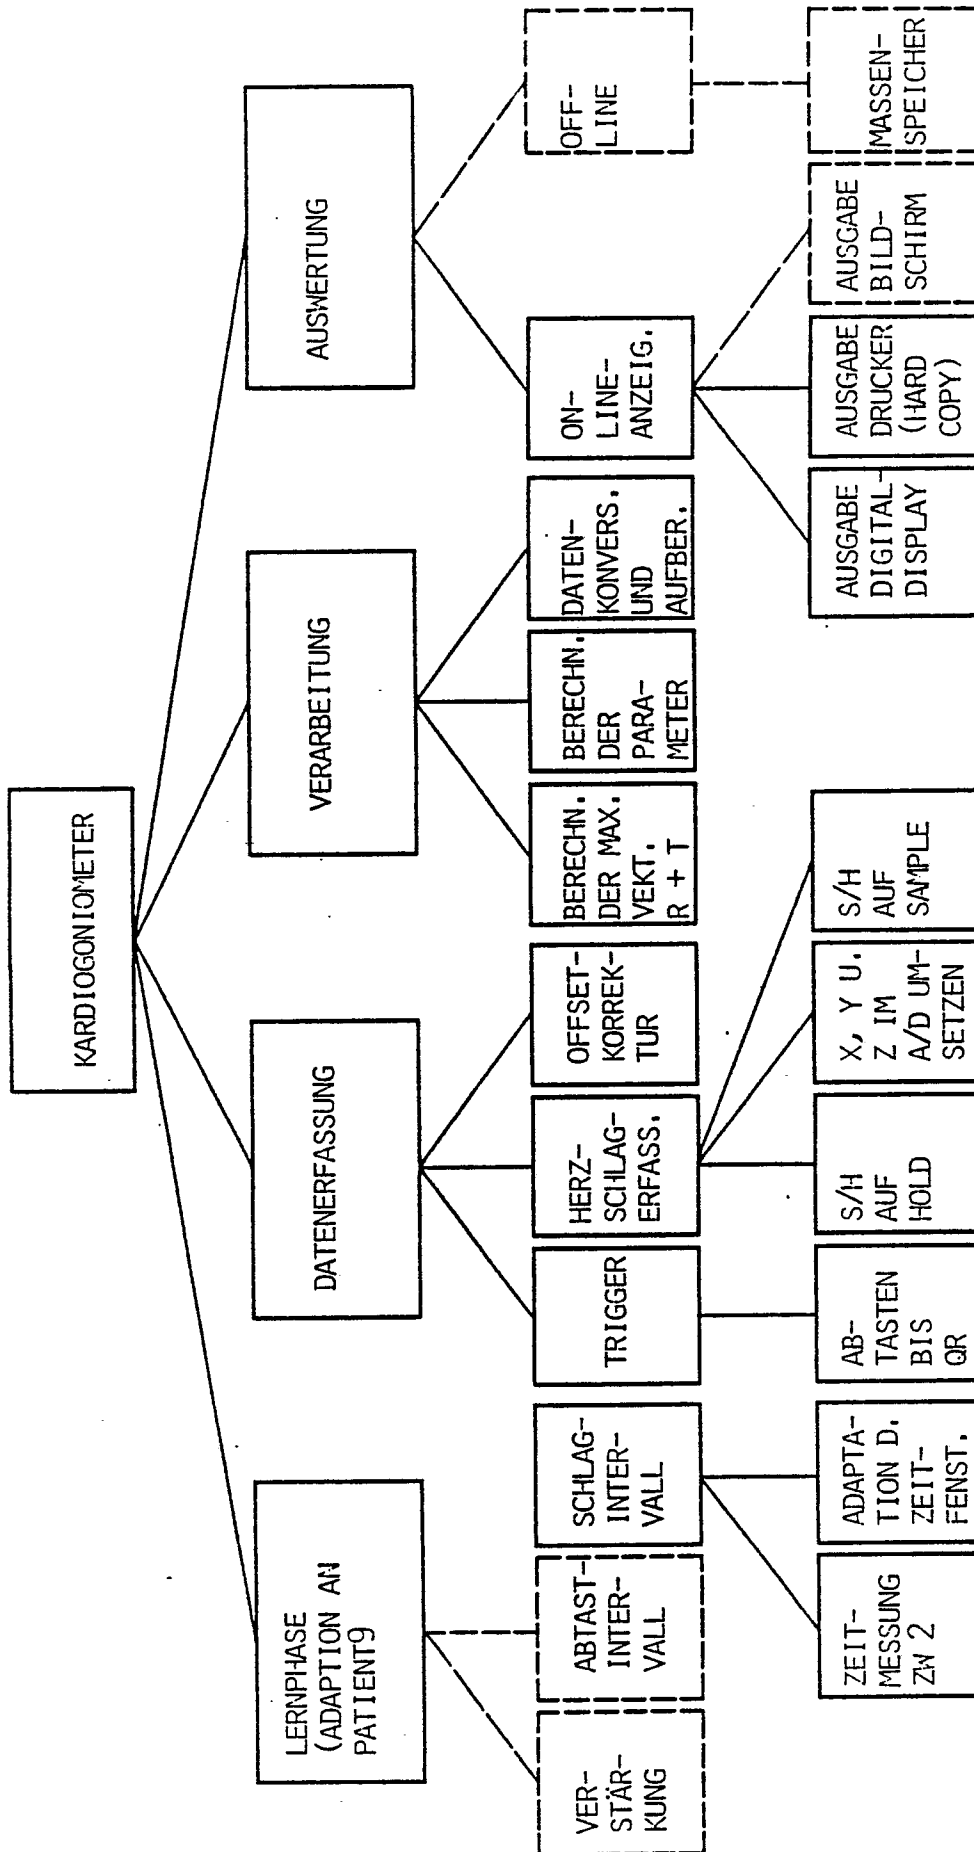 KARDIOGONIOMETER
LERNPHASE
(ADAPTION AN
PATIENT9
DATENERFASSUNG
VERARBEITUNG
AUSWERTUNG
VER-
STÄR-
KUNG
ABTAST-
INTER-
VALL
SCHLAG-
INTER-
VALL
TRIGGER
HERZ-
SCHLAG-
ERFASS.
OFFSET-
KORREK-
TUR
BERECHN.
DER MAX.
VEKT.
R + T
BERECHN.
DER
PARA-
METER
DATEN-
KONVERS.
UND
AUFBER.
ON-
LINE-
ANZEIG.
OFF-
LINE
ZEIT-
MESSUNG
ZW 2
ADAPTA-
TION D.
ZEIT-
FENST.
AB-
TASTEN
BIS
QR
S/H
AUF
HOLD
X, Y U.
Z IM
A/D UM-
SETZEN
S/H
AUF
SAMPLE
AUSGABE
DIGITAL-
DISPLAY
AUSGABE
DRUCKER
(HARD
COPY)
AUSGABE
BILD-
SCHIRM
MASSEN-
SPEICHER